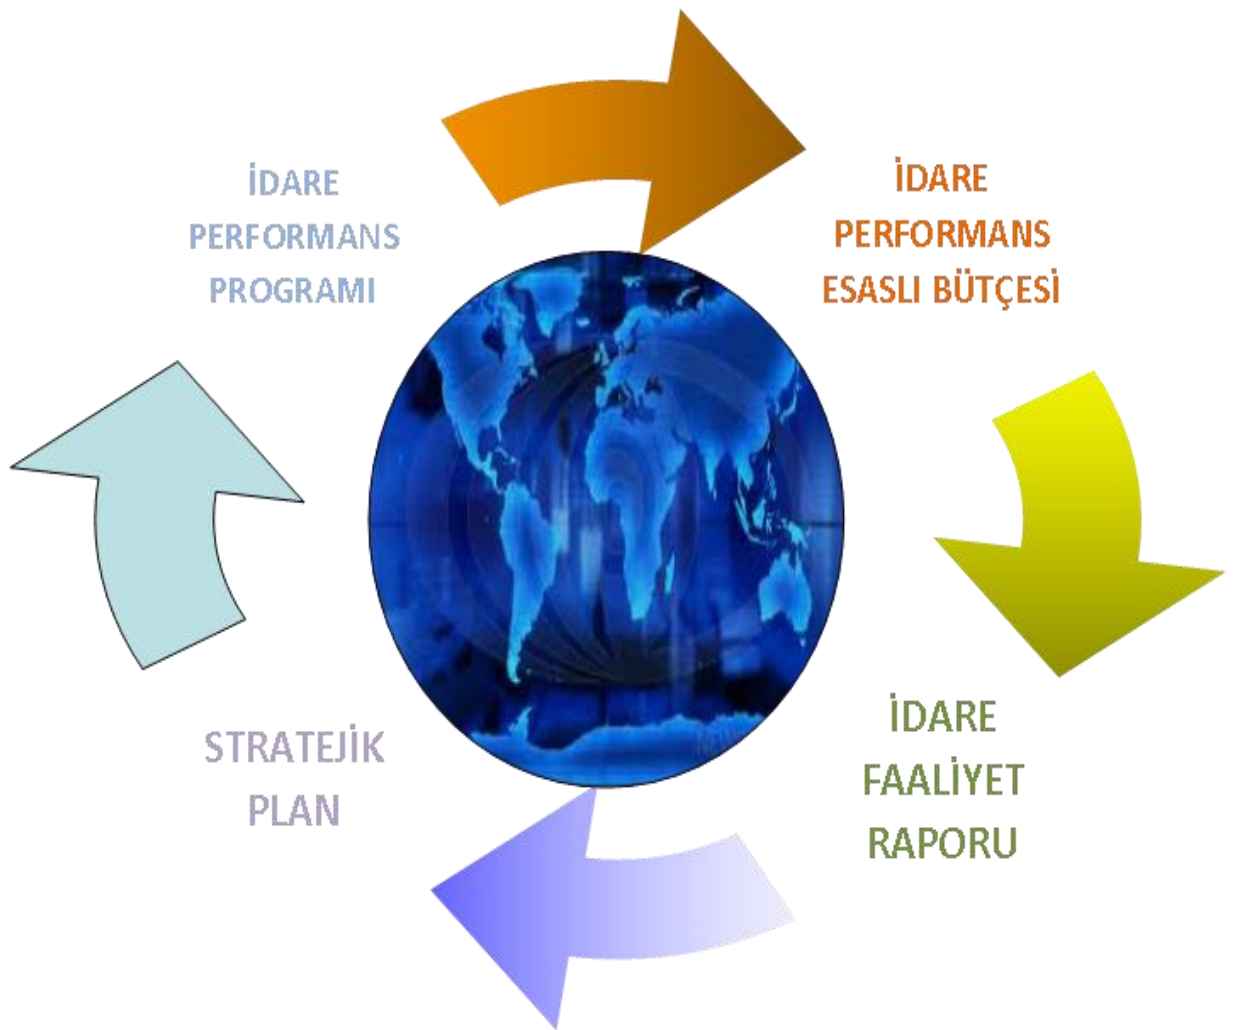 İDARE
PERFORMANS
PROGRAMI
İDARE
PERFORMANS
ESASLI BÜTÇESİ
İDARE
FAALİYET
RAPORU
STRATEJİK
PLAN